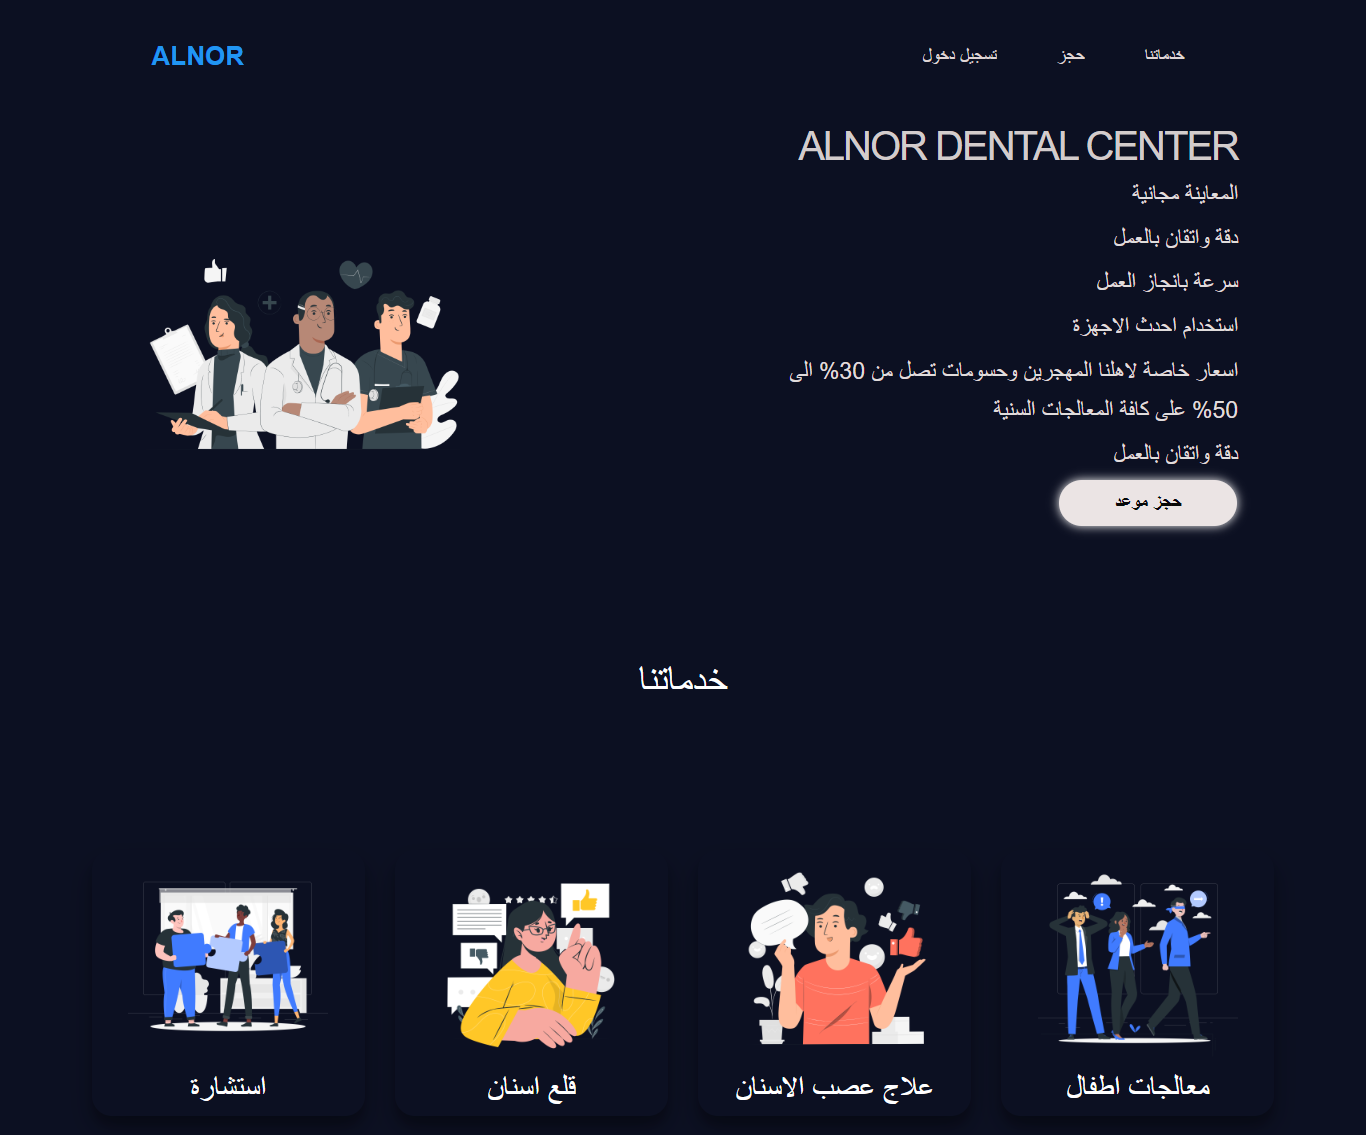 ALNOR
خدماتنا
حجز
تسجيل دخول
ALNOR DENTAL CENTER
المعاينة مجانية
دقة واتقان بالعمل
سرعة بانجاز العمل
استخدام احدث الاجهزة
اسعار خاصة لاهلنا المهجرين وحسومات تصل من 30% الى
50% على كافة المعالجات السنية
دقة واتقان بالعمل
حجز موعد
خدماتنا
معالجات اطفال
علاج عصب الاسنان
قلع اسنان
استشارة